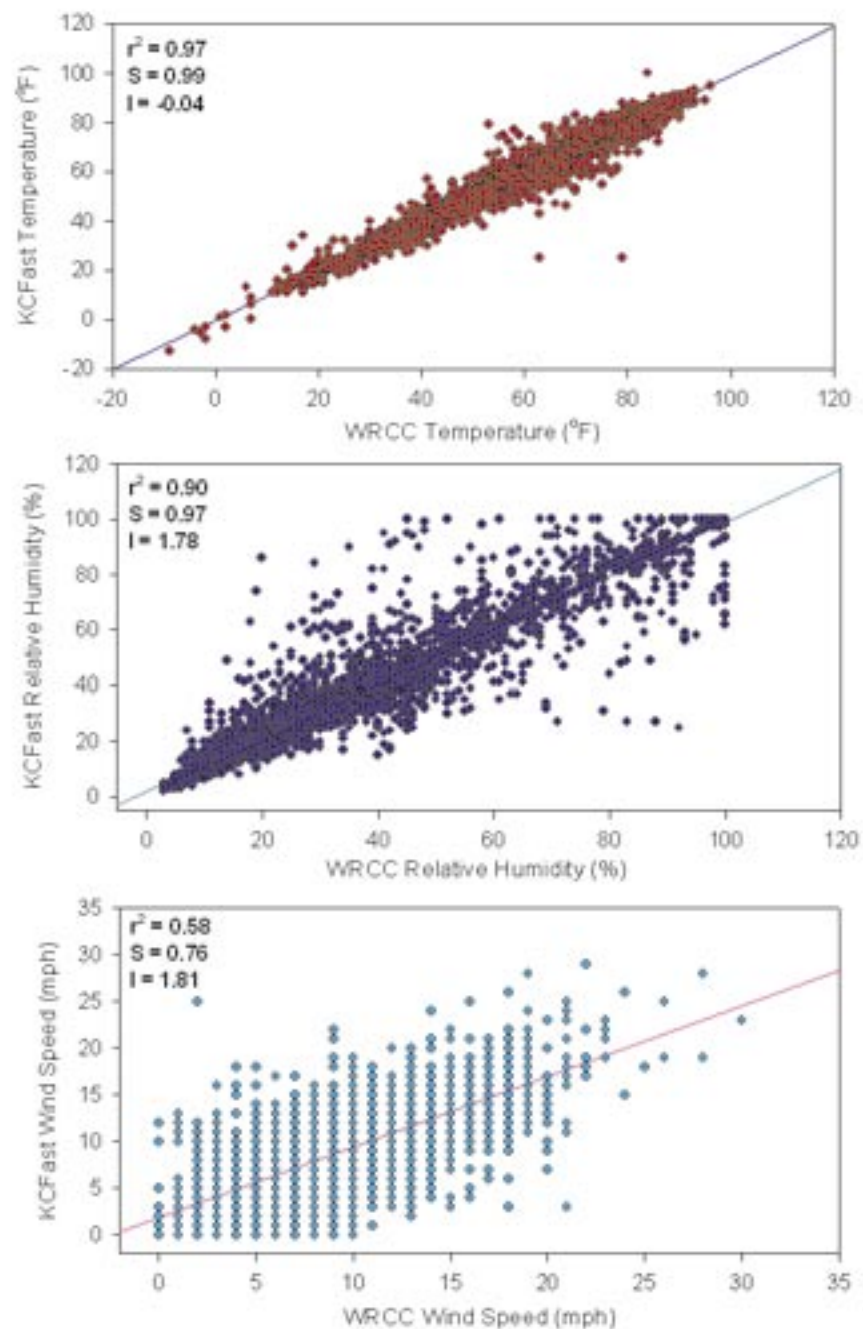 r² = 0.97
S = 0.99
I = -0.04
KCFast Temperature (°F)
120
100
80
60
40
20
0
-20
-20 0 20 40 60 80 100 120
WRCC Temperature (°F)
r² = 0.90
S = 0.97
I = 1.78
KCFast Relative Humidity (%)
120
100
80
60
40
20
0
0 20 40 60 80 100 120
WRCC Relative Humidity (%)
r² = 0.58
S = 0.76
I = 1.81
KCFast Wind Speed (mph)
35
30
25
20
15
10
5
0
0 5 10 15 20 25 30 35
WRCC Wind Speed (mph)